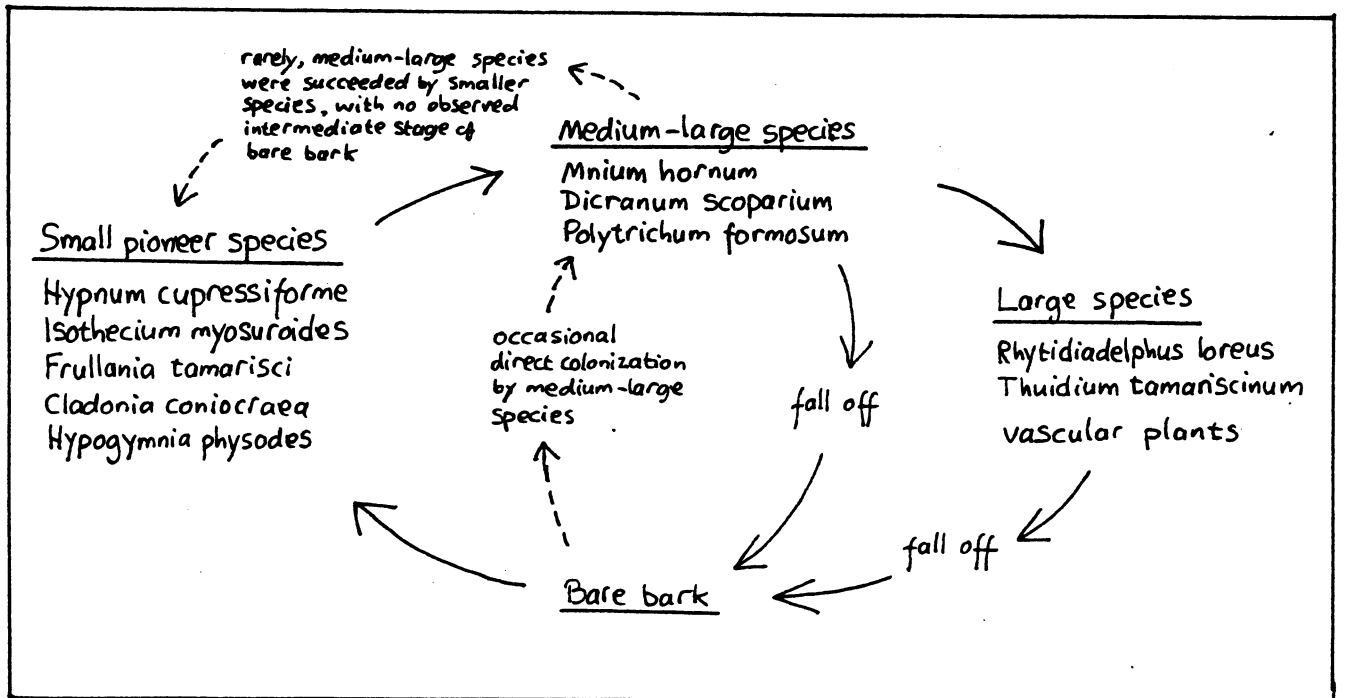 rarely, medium-large species
were succeeded by smaller
species, with no observed
intermediate stage of
bare bark
Medium-large species
Mnium hornum
Dicranum scoparium
Polytrichum formosum
Small pioneer species
Hypnum cupressiforme
Isothecium myosuroides
Frullania tamarisci
Cladonia coniocraea
Hypogymnia physodes
occasional
direct colonization
by medium-large
species
fall off
Large species
Rhytidiadelphus loreus
Thuidium tamariscinum
vascular plants
fall off
Bare bark